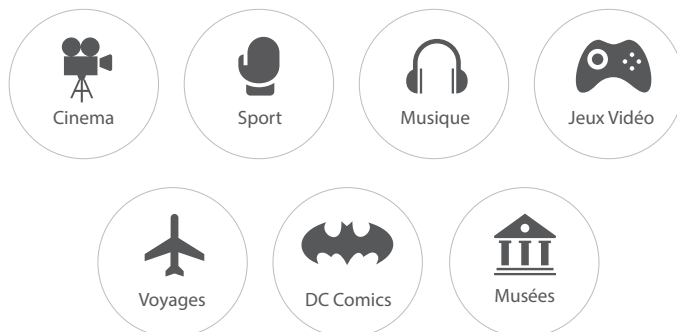 Cinema
Sport
Musique
Jeux Vidéo
Voyages
DC Comics
Musées